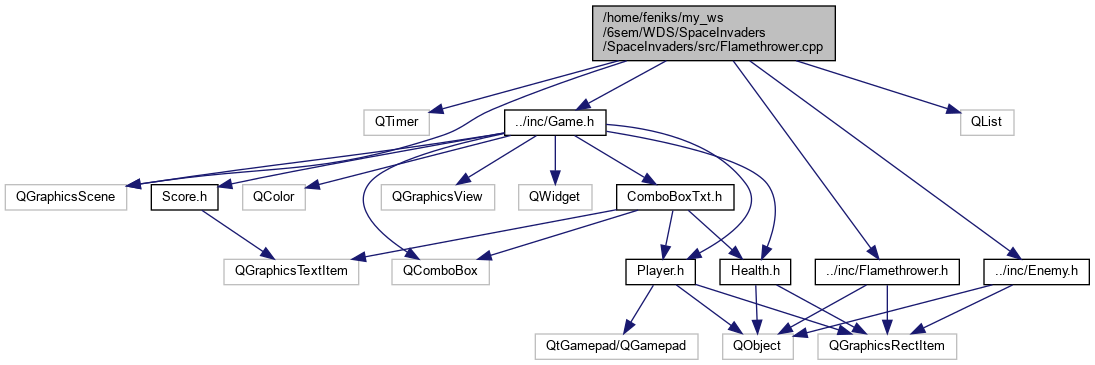 /home/feniks/my_ws
/6sem/WDS/SpaceInvaders
/SpaceInvaders/src/Flamethrower.cpp
QTimer
../inc/Game.h
QList
QGraphicsScene
Score.h
QColor
QGraphicsView
QWidget
ComboBoxTxt.h
QGraphicsTextItem
QComboBox
Player.h
Health.h
../inc/Flamethrower.h
../inc/Enemy.h
QtGamepad/QGamepad
QObject
QGraphicsRectItem